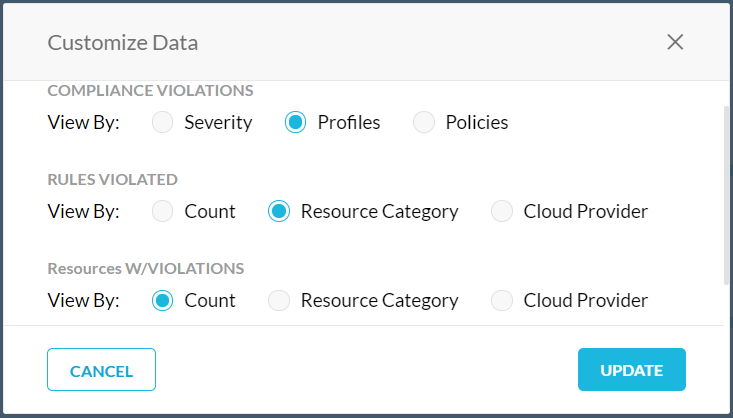 Customize Data
COMPLIANCE VIOLATIONS
View By: Severity Profiles Policies
RULES VIOLATED
View By: Count Resource Category Cloud Provider
Resources W/VIOLATIONS
View By: Count Resource Category Cloud Provider
CANCEL UPDATE